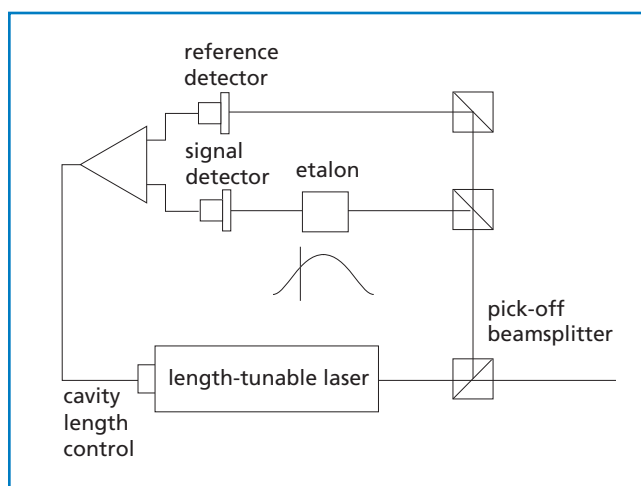 reference
detector
signal
detector
etalon
pick-off
beamsplitter
length-tunable laser
cavity
length
control